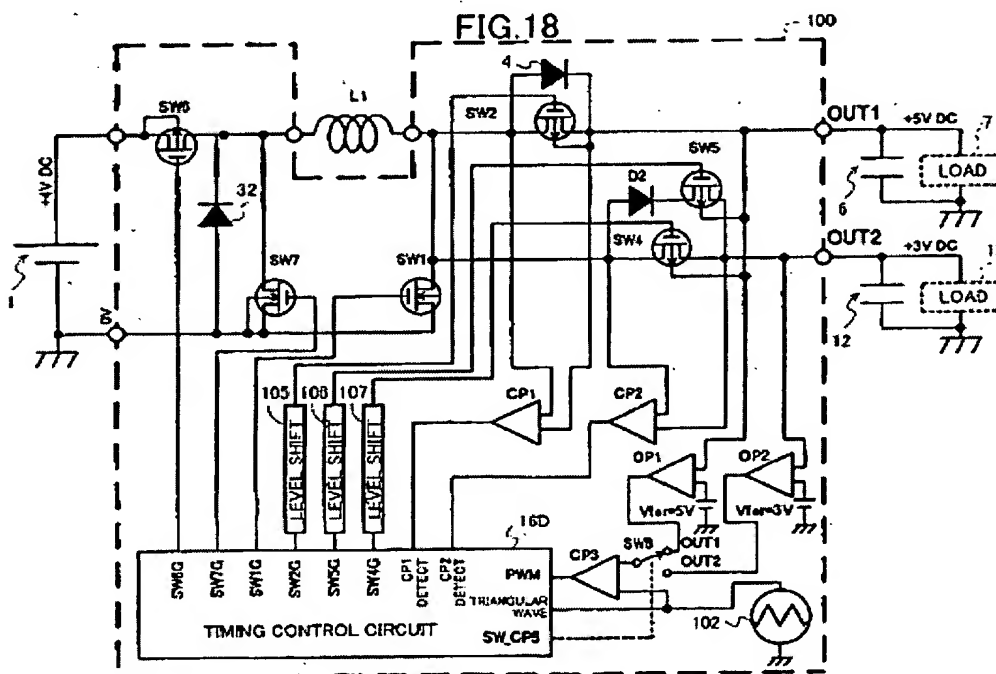 FIG.18
100
4
L1
SW6
SW2
OUT1
+5V DC
7
SW5
LOAD
+4V DC
32
D2
6
SW4
OUT2
SW7
SW1
+3V DC
1
LOAD
0V
12
105
106
107
LEVEL SHIFT
LEVEL SHIFT
LEVEL SHIFT
CP1
CP2
OP1
OP2
Vfer=5V
Vfer=3V
16D
SW8
OUT1
OUT2
CP3
SW6G
SW7G
SW1G
SW2G
SW5G
SW4G
CP1 DETECT
CP2 DETECT
PWM
TRIANGULAR
WAVE
TIMING CONTROL CIRCUIT
SW_CPS
102